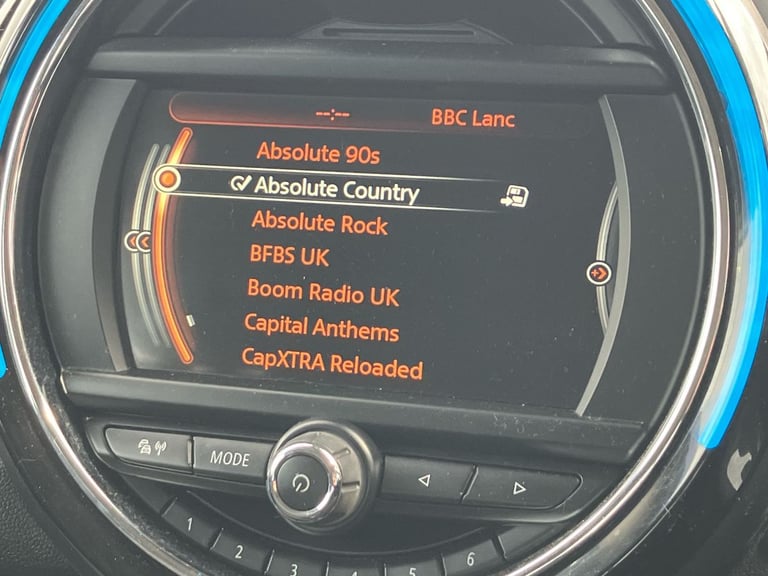 --:-- BBC Lanc
Absolute 90s
Absolute Country
Absolute Rock
BFBS UK
Boom Radio UK
Capital Anthems
CapXTRA Reloaded
MODE
1 2 3 4 5 6